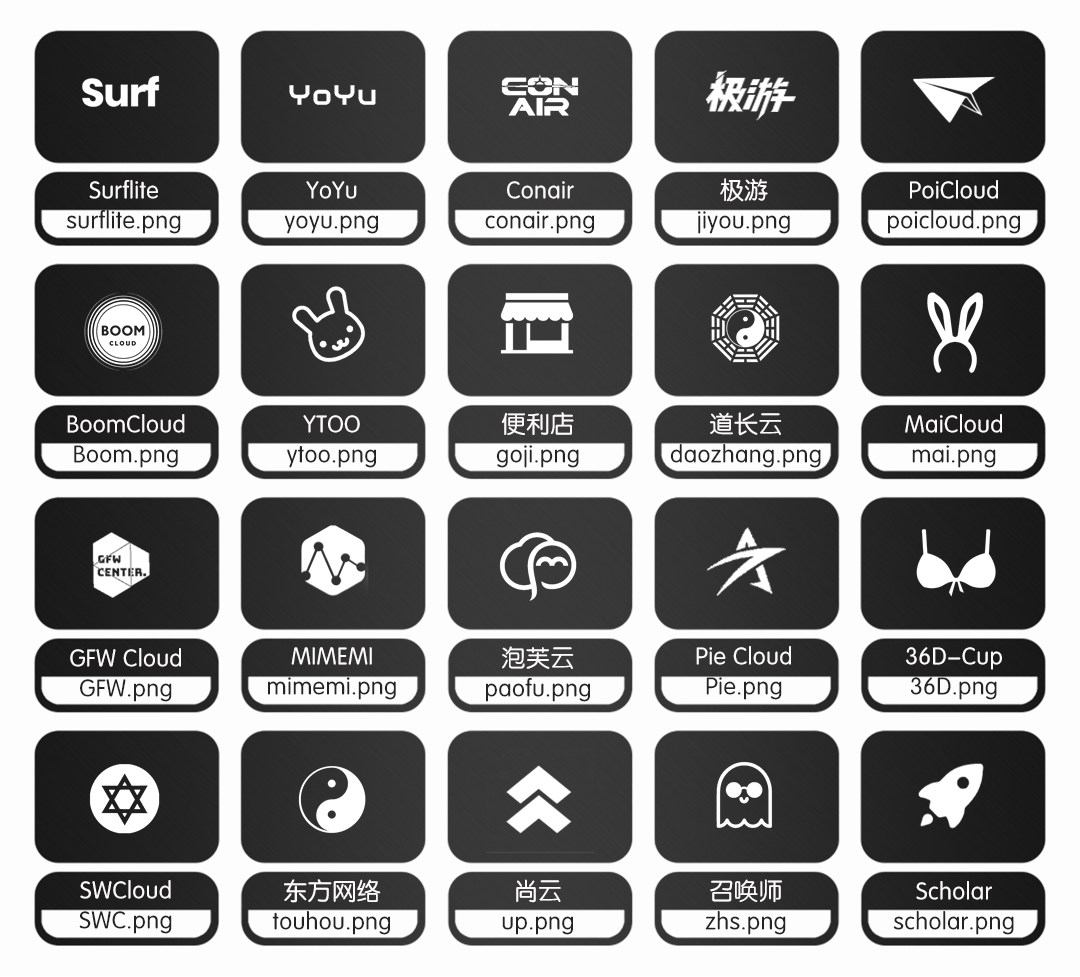 Surf
YoYu
CON
AIR
极游
Surflite
YoYu
Conair
极游
PoiCloud
surflite.png
yoyu.png
conair.png
jiyou.png
poicloud.png
BOOM
CLOUD
BoomCloud
YTOO
便利店
道长云
MaiCloud
Boom.png
ytoo.png
goji.png
daozhang.png
mai.png
GFW
CENTER.
GFW Cloud
MIMEMI
泡芙云
Pie Cloud
36D-Cup
GFW.png
mimemi.png
paofu.png
Pie.png
36D.png
SWCloud
东方网络
尚云
召唤师
Scholar
SWC.png
touhou.png
up.png
zhs.png
scholar.png